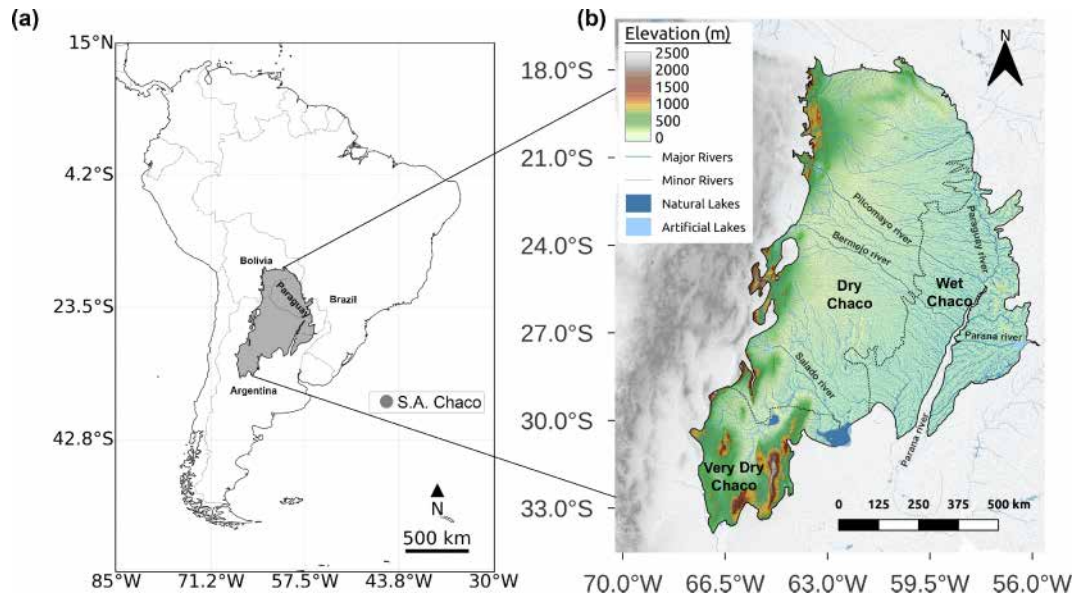 (a)
15°N
4.2°S
23.5°S
42.8°S
85°W
71.2°W
57.5°W
43.8°W
30°W
Bolivia
Paraguay
Brazil
Argentina
S.A. Chaco
N
500 km
(b)
Elevation (m)
2500
2000
1500
1000
500
0
Major Rivers
Minor Rivers
Natural Lakes
Artificial Lakes
N
18.0°S
21.0°S
24.0°S
27.0°S
30.0°S
33.0°S
70.0°W
66.5°W
63.0°W
59.5°W
56.0°W
Pilcomayo river
Bermejo river
Paraguay river
Dry
Chaco
Wet
Chaco
Parana river
Salado river
Parana river
Very Dry
Chaco
0 125 250 375 500 km